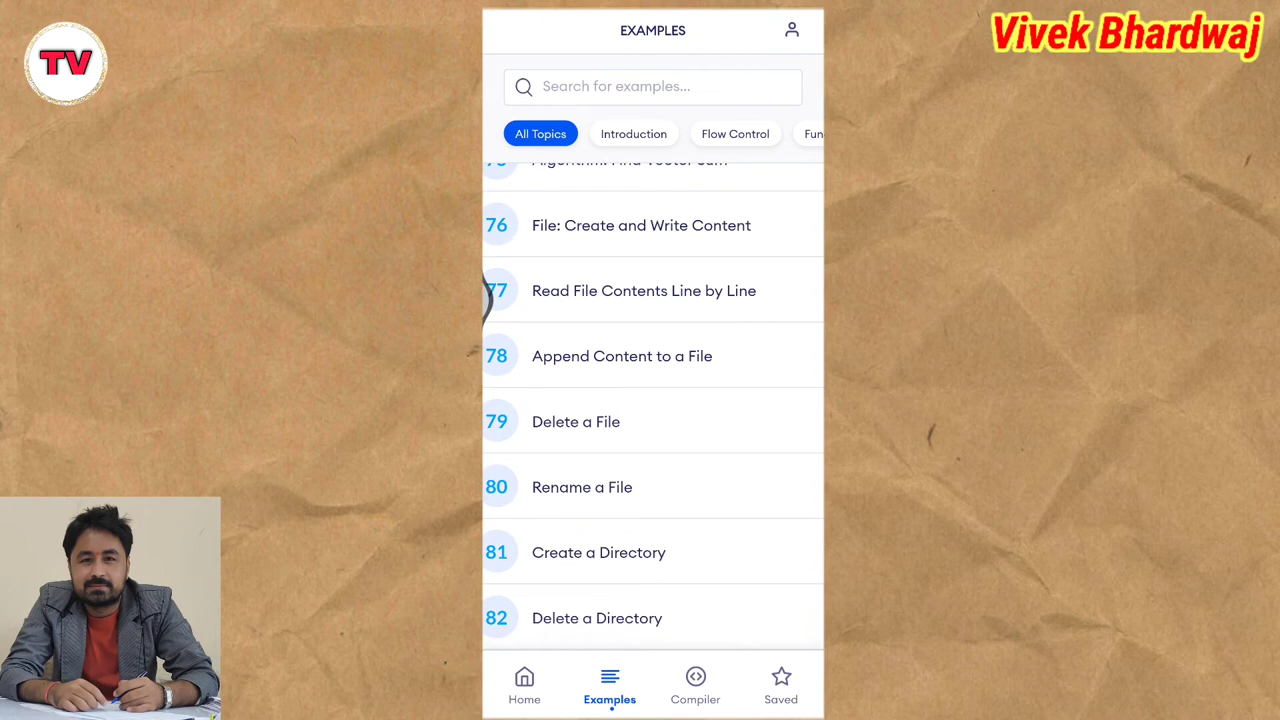 TV
Vivek Bhardwaj
EXAMPLES
Search for examples...
All Topics
Introduction
Flow Control
Fun
76 File: Create and Write Content
77 Read File Contents Line by Line
78 Append Content to a File
79 Delete a File
80 Rename a File
81 Create a Directory
82 Delete a Directory
Home
Examples
Compiler
Saved